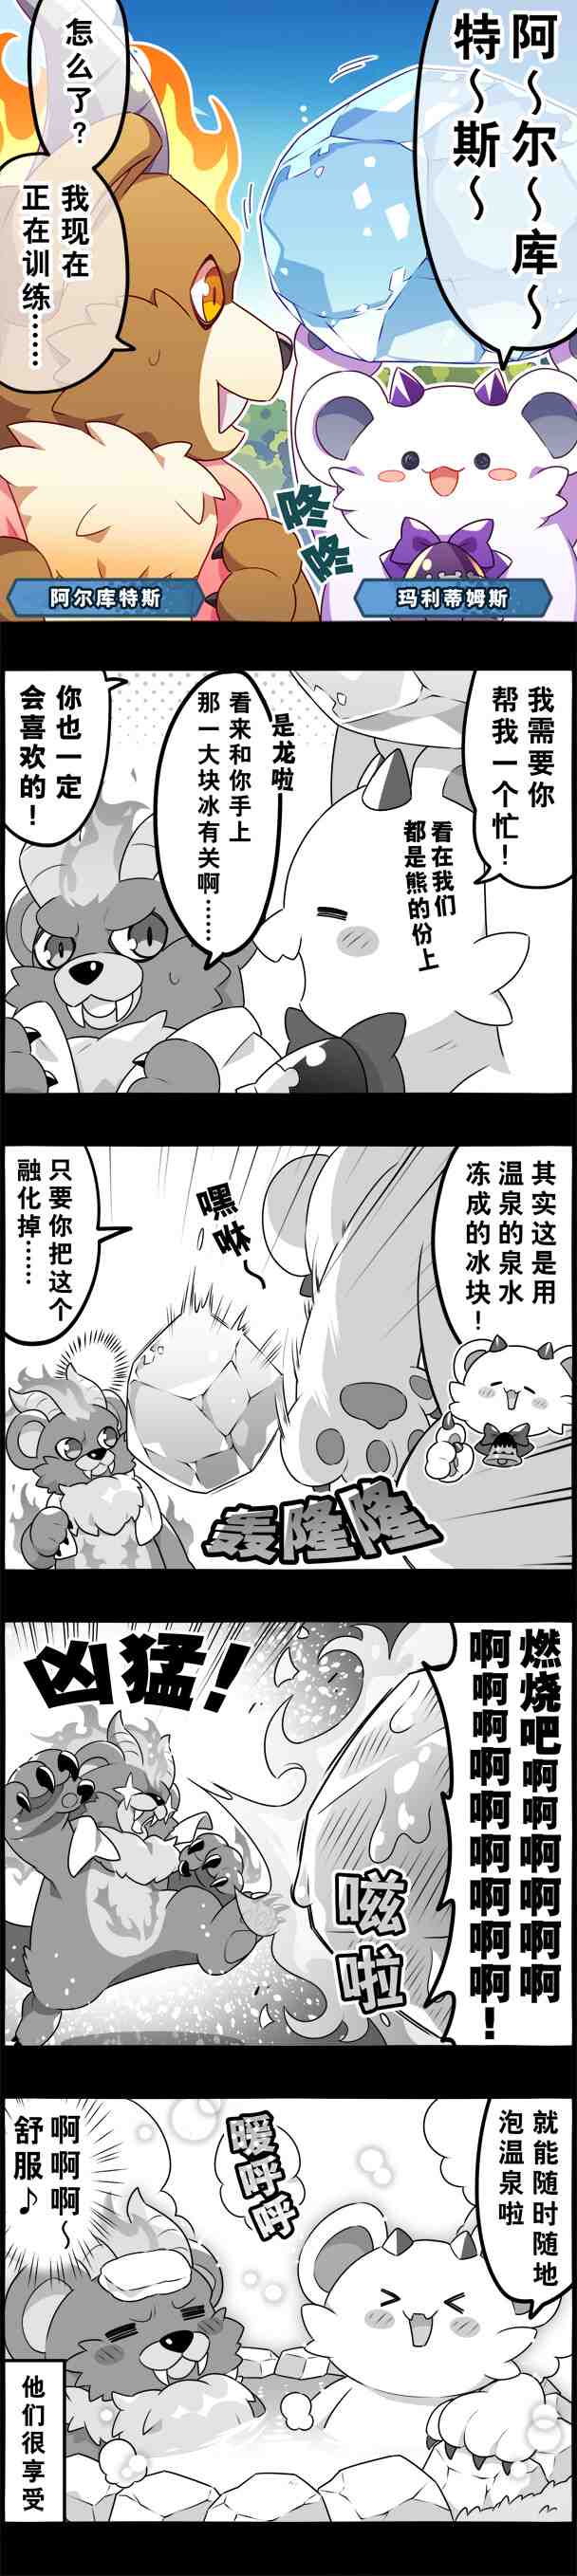 阿～尔～库～
特～斯～
怎么了？
我现在
正在训练……
咚
咚
阿尔库特斯
玛利蒂姆斯
我需要你
帮我一个忙！
看在我们
都是熊的份上
是龙啦
看来和你手上
那一大块冰有关啊……
你也一定
会喜欢的！
其实这是用
温泉的泉水
冻成的冰块！
嘿咻～
只要你把这个
融化掉……
轰隆隆
燃烧吧啊啊啊啊啊啊
啊啊啊啊啊啊啊啊啊！
凶猛！
嗞啦
就能随时随地
泡温泉啦
暖呼呼
啊啊啊～
舒服♪
他们很享受